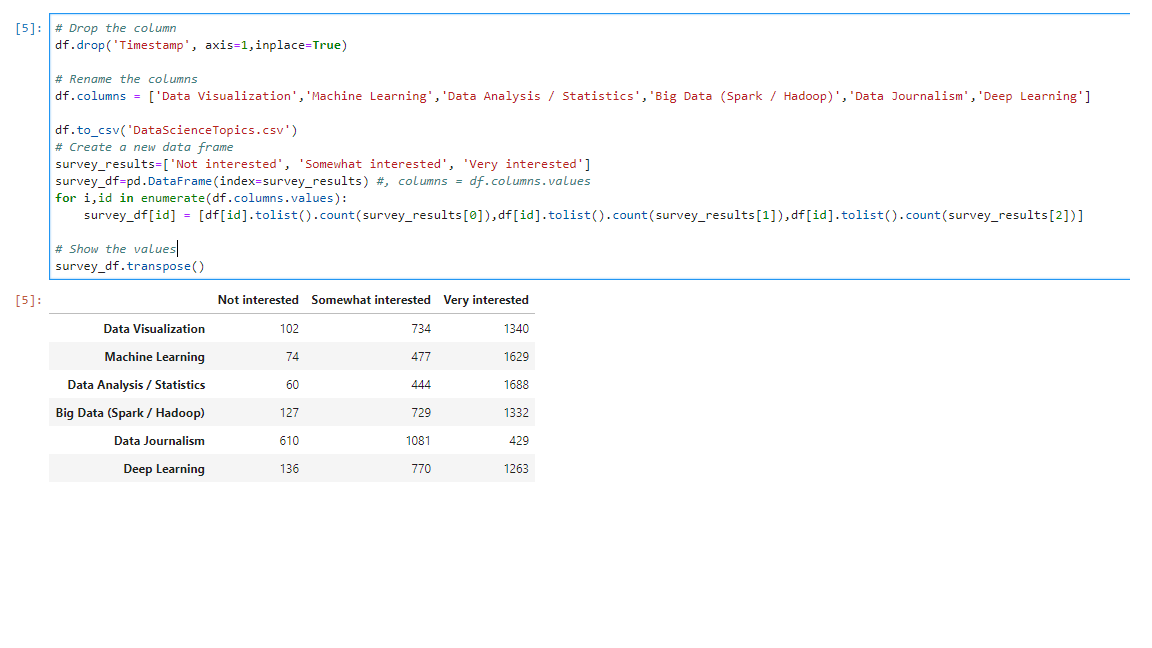 [5]: # Drop the column
df.drop('Timestamp', axis=1,inplace=True)
# Rename the columns
df.columns = ['Data Visualization','Machine Learning','Data Analysis / Statistics','Big Data (Spark / Hadoop)','Data Journalism','Deep Learning']
df.to_csv('DataScienceTopics.csv')
# Create a new data frame
survey_results=['Not interested', 'Somewhat interested', 'Very interested']
survey_df=pd.DataFrame(index=survey_results) #, columns = df.columns.values
for i,id in enumerate(df.columns.values):
    survey_df[id] = [df[id].tolist().count(survey_results[0]),df[id].tolist().count(survey_results[1]),df[id].tolist().count(survey_results[2])]
# Show the values
survey_df.transpose()
[5]: Not interested Somewhat interested Very interested
Data Visualization 102 734 1340
Machine Learning 74 477 1629
Data Analysis / Statistics 60 444 1688
Big Data (Spark / Hadoop) 127 729 1332
Data Journalism 610 1081 429
Deep Learning 136 770 1263